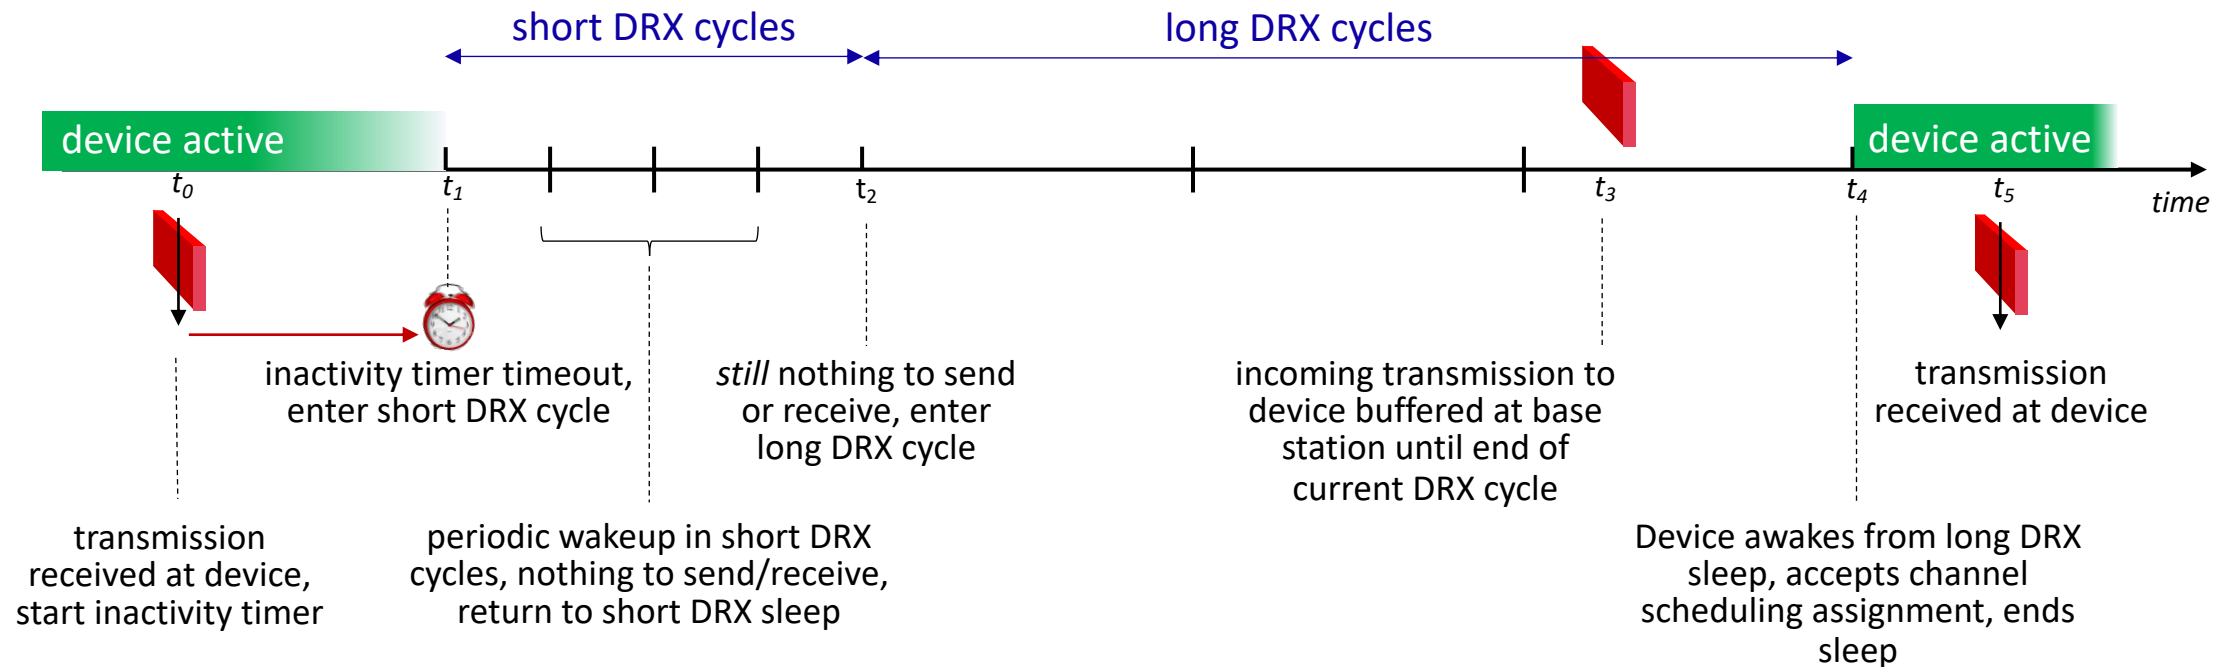 short DRX cycles
long DRX cycles
device active
device active
t0
t1
t2
t3
t4
t5
time
inactivity timer timeout,
enter short DRX cycle
still nothing to send
or receive, enter
long DRX cycle
incoming transmission to
device buffered at base
station until end of
current DRX cycle
transmission
received at device
transmission
received at device,
start inactivity timer
periodic wakeup in short DRX
cycles, nothing to send/receive,
return to short DRX sleep
Device awakes from long DRX
sleep, accepts channel
scheduling assignment, ends
sleep